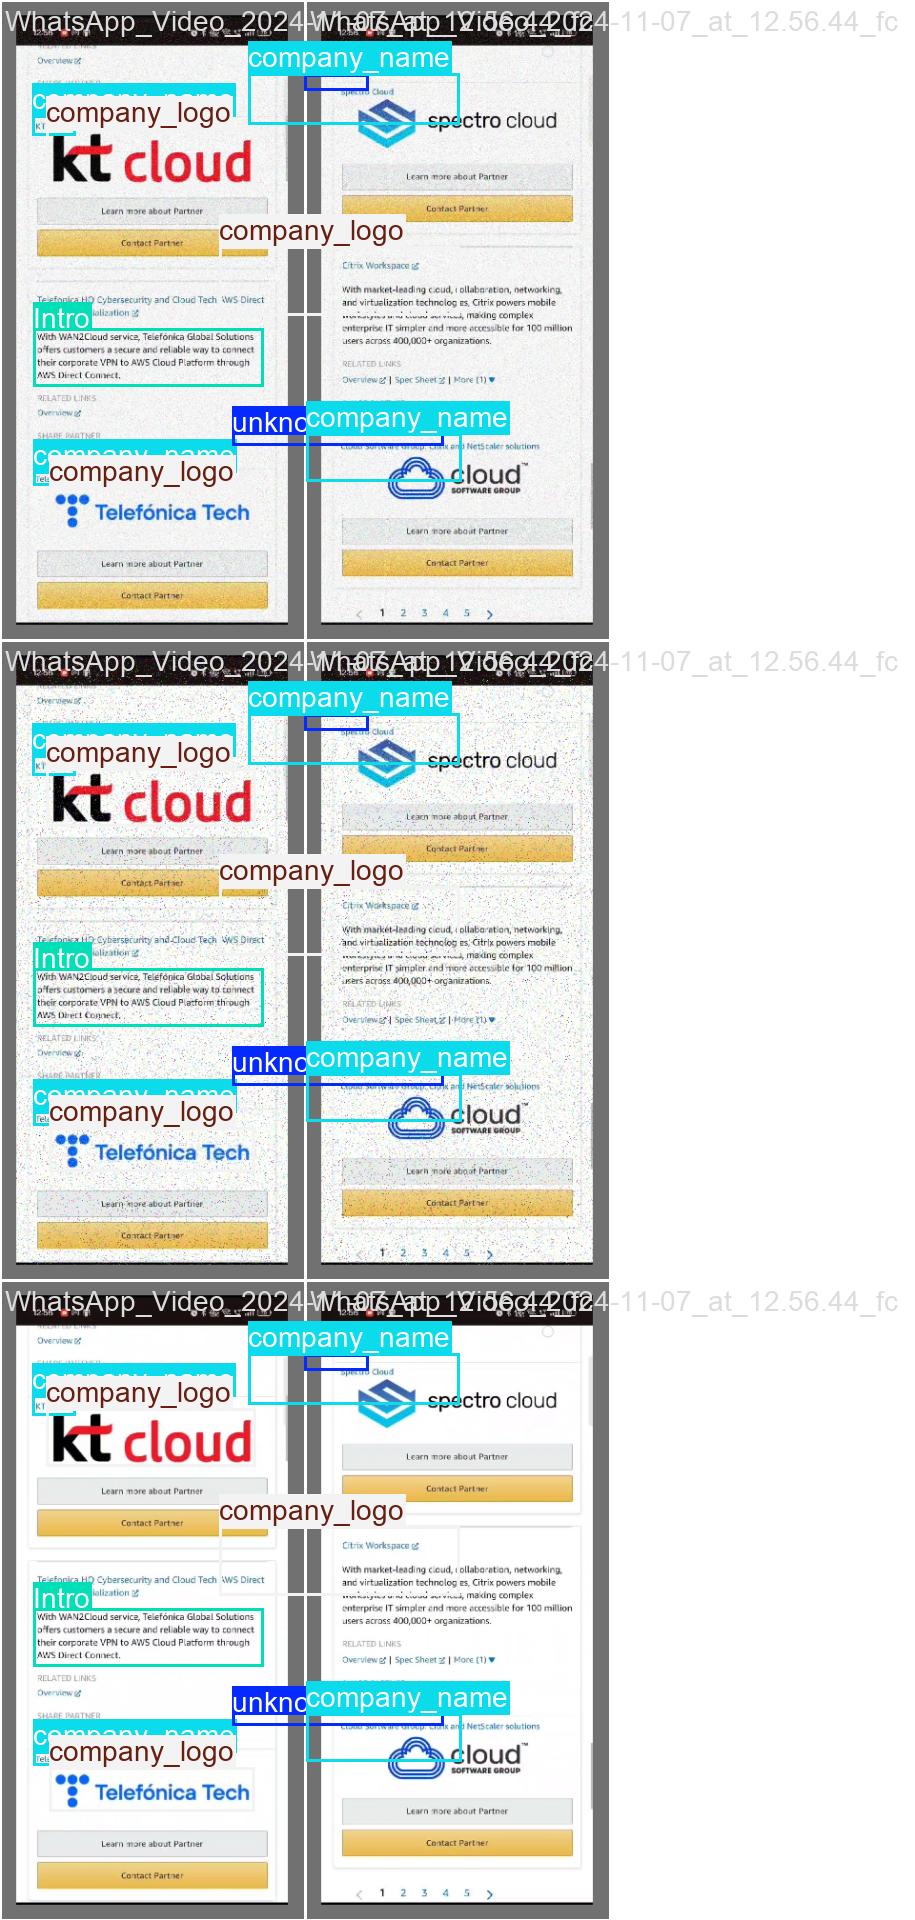 WhatsApp_Video_2024-
RELATED LINKS
Overview
company_name
company_logo
KT
kt cloud
Learn more about Partner
Contact Partner
Telefonica HQ Cybersecurity and Cloud Tech AWS Direct
Intro
With WAN2Cloud service, Telefónica Global Solutions
offers customers a secure and reliable way to connect
their corporate VPN to AWS Cloud Platform through
AWS Direct Connect.
RELATED LINKS
Overview
SHARE PARTNER
company_name
company_logo
Telefónica Tech
Learn more about Partner
Contact Partner
WhatsApp_Video_2024-11-07_at_12.56.44_fc
company_name
Spectro Cloud
spectro cloud
Learn more about Partner
Contact Partner
company_logo
Citrix Workspace
With market-leading cloud, collaboration, networking,
and virtualization technologies, Citrix powers mobile
workstyles and cloud services, making complex
enterprise IT simpler and more accessible for 100 million
users across 400,000+ organizations.
RELATED LINKS
Overview | Spec Sheet | More (1)
unkno
company_name
Cloud Software Group: Citrix and NetScaler solutions
cloud™
SOFTWARE GROUP
Learn more about Partner
Contact Partner
< 1 2 3 4 5 >
WhatsApp_Video_2024-
RELATED LINKS
Overview
company_name
company_logo
KT
kt cloud
Learn more about Partner
Contact Partner
Telefonica HQ Cybersecurity and Cloud Tech AWS Direct
Intro
With WAN2Cloud service, Telefónica Global Solutions
offers customers a secure and reliable way to connect
their corporate VPN to AWS Cloud Platform through
AWS Direct Connect.
RELATED LINKS
Overview
SHARE PARTNER
company_name
company_logo
Telefónica Tech
Learn more about Partner
Contact Partner
WhatsApp_Video_2024-11-07_at_12.56.44_fc
company_name
Spectro Cloud
spectro cloud
Learn more about Partner
Contact Partner
company_logo
Citrix Workspace
With market-leading cloud, collaboration, networking,
and virtualization technologies, Citrix powers mobile
workstyles and cloud services, making complex
enterprise IT simpler and more accessible for 100 million
users across 400,000+ organizations.
RELATED LINKS
Overview | Spec Sheet | More (1)
unkno
company_name
Cloud Software Group: Citrix and NetScaler solutions
cloud™
SOFTWARE GROUP
Learn more about Partner
Contact Partner
< 1 2 3 4 5 >
WhatsApp_Video_2024-
RELATED LINKS
Overview
company_name
company_logo
KT
kt cloud
Learn more about Partner
Contact Partner
Telefonica HQ Cybersecurity and Cloud Tech AWS Direct
Intro
With WAN2Cloud service, Telefónica Global Solutions
offers customers a secure and reliable way to connect
their corporate VPN to AWS Cloud Platform through
AWS Direct Connect.
RELATED LINKS
Overview
SHARE PARTNER
company_name
company_logo
Telefónica Tech
Learn more about Partner
Contact Partner
WhatsApp_Video_2024-11-07_at_12.56.44_fc
company_name
Spectro Cloud
spectro cloud
Learn more about Partner
Contact Partner
company_logo
Citrix Workspace
With market-leading cloud, collaboration, networking,
and virtualization technologies, Citrix powers mobile
workstyles and cloud services, making complex
enterprise IT simpler and more accessible for 100 million
users across 400,000+ organizations.
RELATED LINKS
Overview | Spec Sheet | More (1)
unkno
company_name
Cloud Software Group: Citrix and NetScaler solutions
cloud™
SOFTWARE GROUP
Learn more about Partner
Contact Partner
< 1 2 3 4 5 >